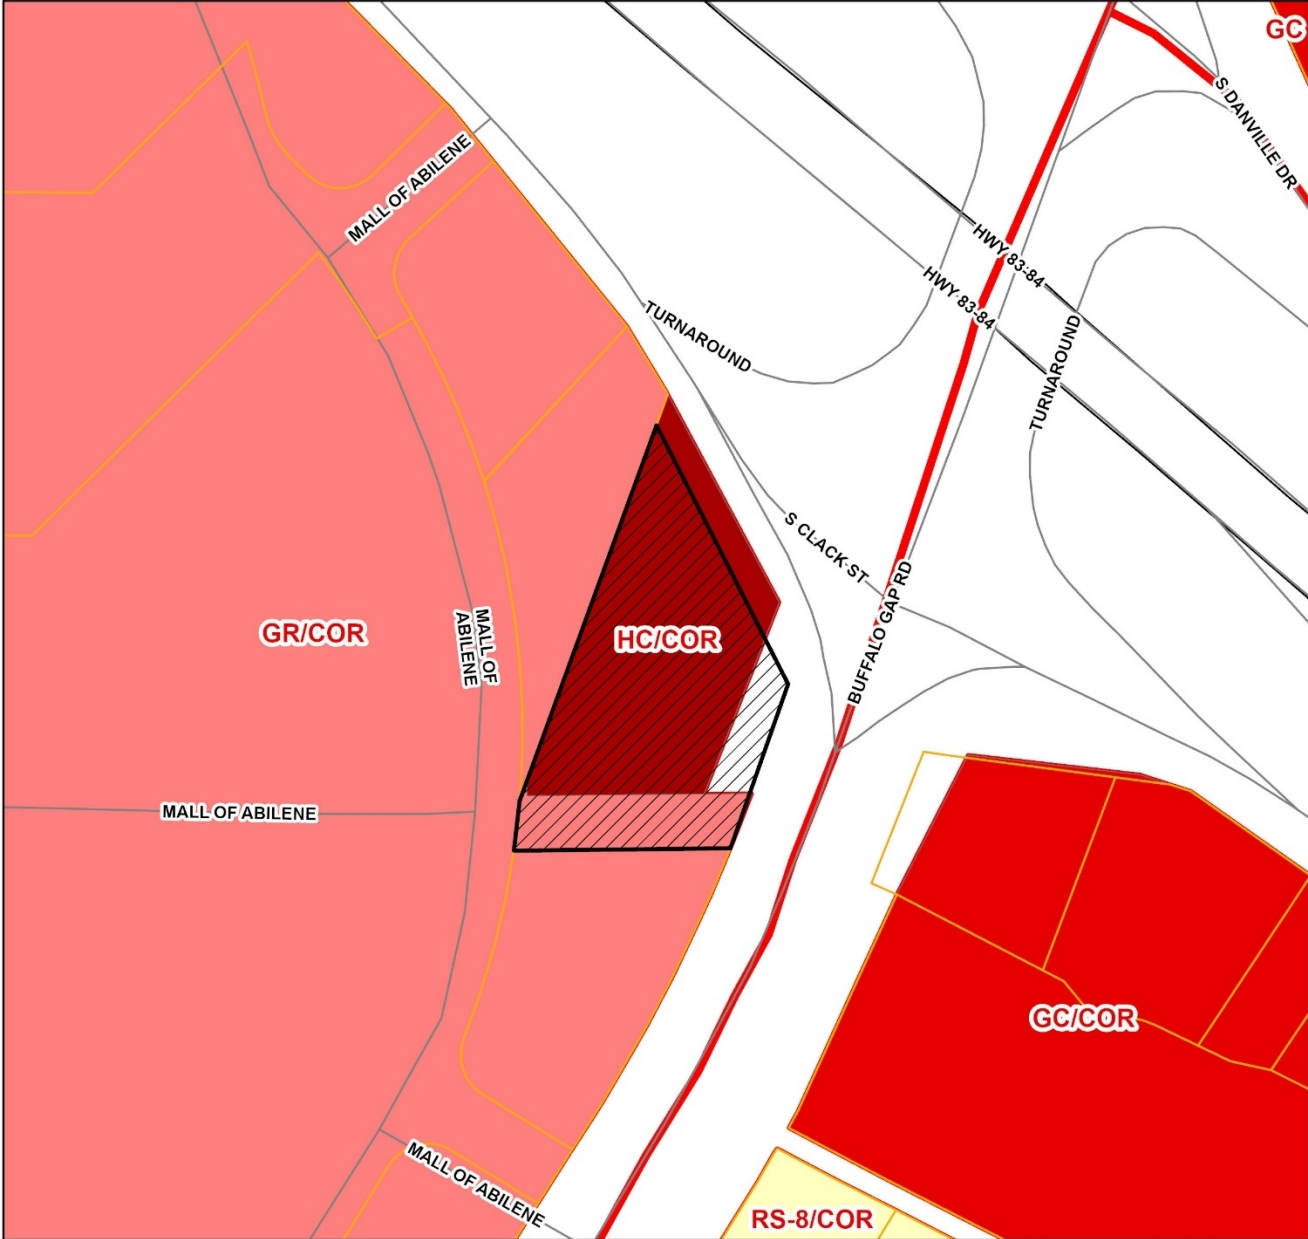 GC
S DANVILLE DR
MALL OF ABILENE
HWY 83-84
HWY 83-84
TURNAROUND
TURNAROUND
S CLACK ST
BUFFALO GAP RD
GR/COR
HC/COR
MALL OF
ABILENE
MALL OF ABILENE
GC/COR
MALL OF ABILENE
RS-8/COR